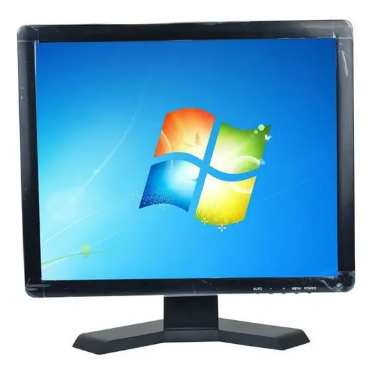 AUTO - + MENU POWER